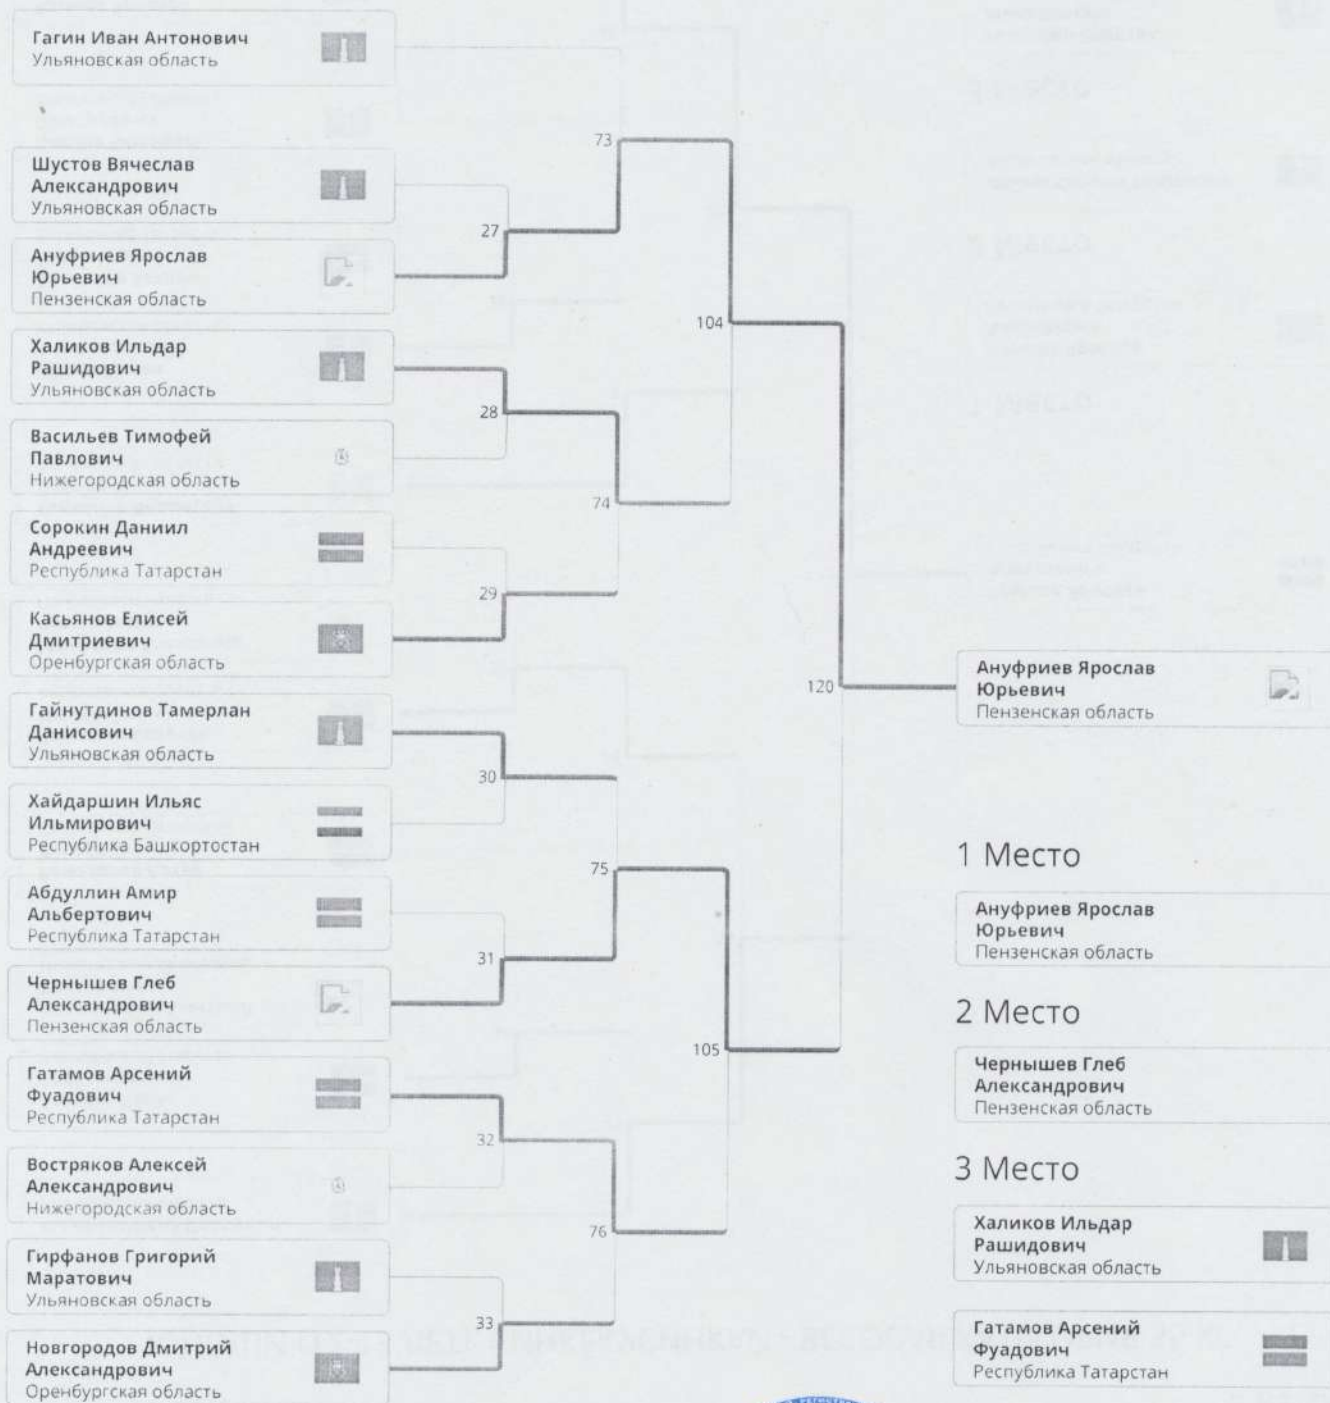 Гагин Иван Антонович
Ульяновская область
Шустов Вячеслав
Александрович
Ульяновская область
Ануфриев Ярослав
Юрьевич
Пензенская область
Халиков Ильдар
Рашидович
Ульяновская область
Васильев Тимофей
Павлович
Нижегородская область
Сорокин Даниил
Андреевич
Республика Татарстан
Касьянов Елисей
Дмитриевич
Оренбургская область
Гайнутдинов Тамерлан
Данисович
Ульяновская область
Хайдаршин Ильяс
Ильмирович
Республика Башкортостан
Абдуллин Амир
Альбертович
Республика Татарстан
Чернышев Глеб
Александрович
Пензенская область
Гатамов Арсений
Фуадович
Республика Татарстан
Востряков Алексей
Александрович
Нижегородская область
Гирфанов Григорий
Маратович
Ульяновская область
Новгородов Дмитрий
Александрович
Оренбургская область
27
28
29
30
31
32
33
73
74
75
76
104
105
120
Ануфриев Ярослав
Юрьевич
Пензенская область
1 Место
Ануфриев Ярослав
Юрьевич
Пензенская область
2 Место
Чернышев Глеб
Александрович
Пензенская область
3 Место
Халиков Ильдар
Рашидович
Ульяновская область
Гатамов Арсений
Фуадович
Республика Татарстан